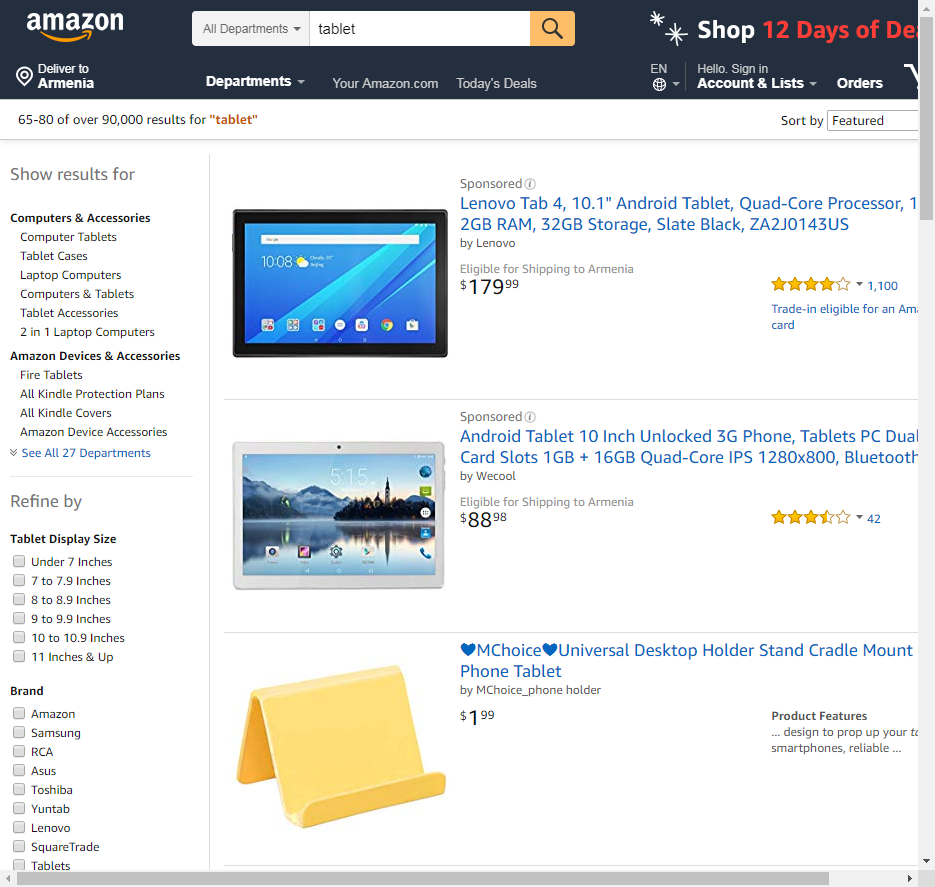 amazon
All Departments
tablet
Shop 12 Days of De
Deliver to
Armenia
Departments
Your Amazon.com
Today's Deals
EN
Hello. Sign in
Account & Lists
Orders
65-80 of over 90,000 results for "tablet"
Sort by Featured
Show results for
Computers & Accessories
Computer Tablets
Tablet Cases
Laptop Computers
Computers & Tablets
Tablet Accessories
2 in 1 Laptop Computers
Amazon Devices & Accessories
Fire Tablets
All Kindle Protection Plans
All Kindle Covers
Amazon Device Accessories
See All 27 Departments
Refine by
Tablet Display Size
Under 7 Inches
7 to 7.9 Inches
8 to 8.9 Inches
9 to 9.9 Inches
10 to 10.9 Inches
11 Inches & Up
Brand
Amazon
Samsung
RCA
Asus
Toshiba
Yuntab
Lenovo
SquareTrade
Tablets
Sponsored
Lenovo Tab 4, 10.1" Android Tablet, Quad-Core Processor, 1
2GB RAM, 32GB Storage, Slate Black, ZA2J0143US
by Lenovo
Eligible for Shipping to Armenia
$179 99
1,100
Trade-in eligible for an Ama
card
10:08
Sponsored
Android Tablet 10 Inch Unlocked 3G Phone, Tablets PC Dual
Card Slots 1GB + 16GB Quad-Core IPS 1280x800, Bluetooth
by Wecool
Eligible for Shipping to Armenia
$88 98
42
5:15
♥MChoice♥Universal Desktop Holder Stand Cradle Mount
Phone Tablet
by MChoice_phone holder
$1 99
Product Features
... design to prop up your
smartphones, reliable ...